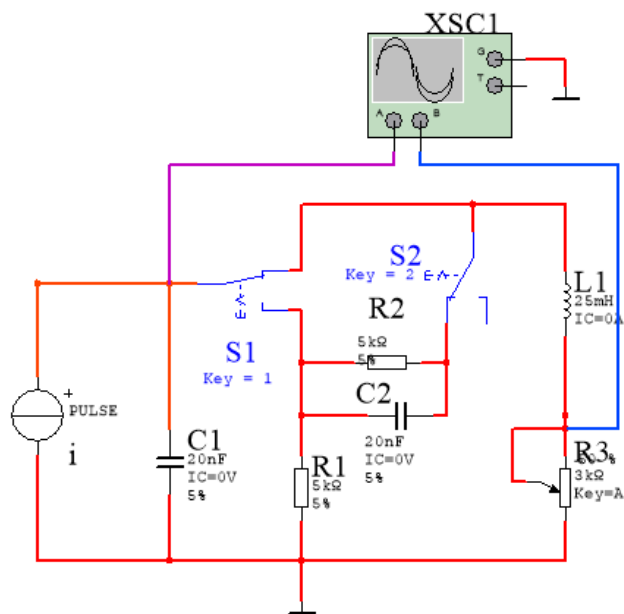 XSC1
G
T
A
B
S2
Key = 2
L1
25mH
IC=0A
R2
5kΩ
5%
S1
Key = 1
PULSE
C2
20nF
IC=0V
5%
i
C1
20nF
IC=0V
5%
R1
5kΩ
5%
R3
3kΩ
Key=A